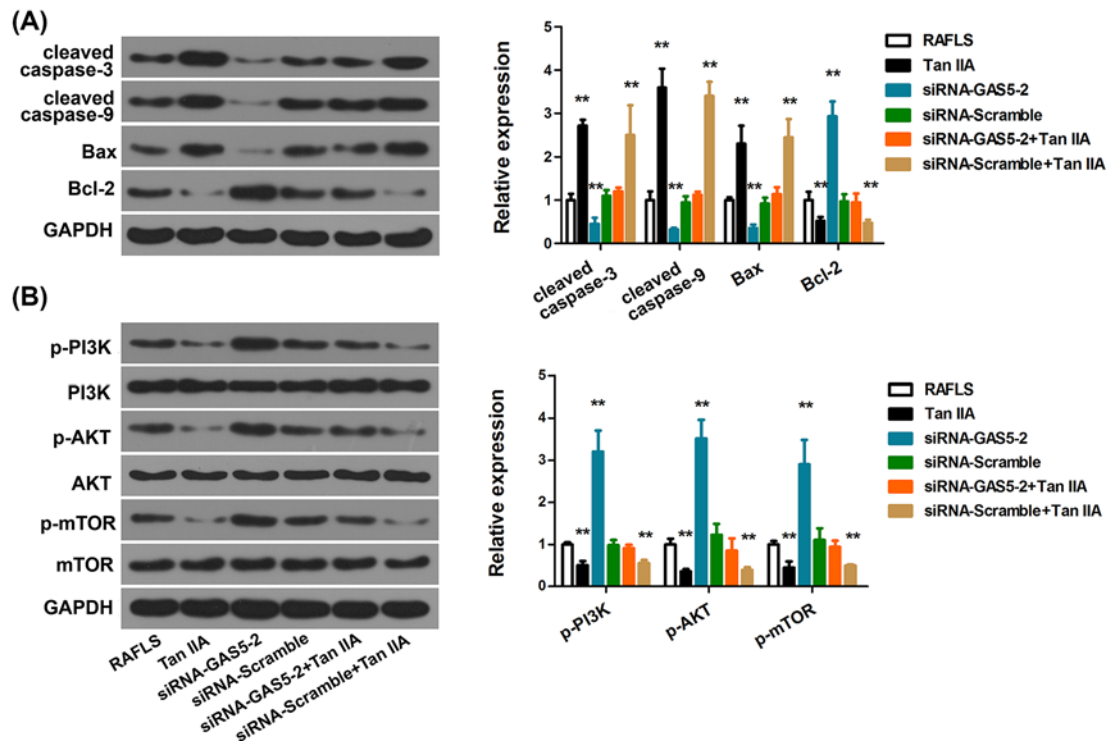 (A)
cleaved
caspase-3
cleaved
caspase-9
Bax
Bcl-2
GAPDH
Relative expression
5
4
3
2
1
0
**
**
**
**
**
**
**
**
**
**
**
**
cleaved
caspase-3
cleaved
caspase-9
Bax
Bcl-2
RAFLS
Tan IIA
siRNA-GAS5-2
siRNA-Scramble
siRNA-GAS5-2+Tan IIA
siRNA-Scramble+Tan IIA
(B)
p-PI3K
PI3K
p-AKT
AKT
p-mTOR
mTOR
GAPDH
RAFLS
Tan IIA
siRNA-GAS5-2
siRNA-Scramble
siRNA-GAS5-2+Tan IIA
siRNA-Scramble+Tan IIA
Relative expression
5
4
3
2
1
0
**
**
**
**
**
**
**
**
**
p-PI3K
p-AKT
p-mTOR
RAFLS
Tan IIA
siRNA-GAS5-2
siRNA-Scramble
siRNA-GAS5-2+Tan IIA
siRNA-Scramble+Tan IIA